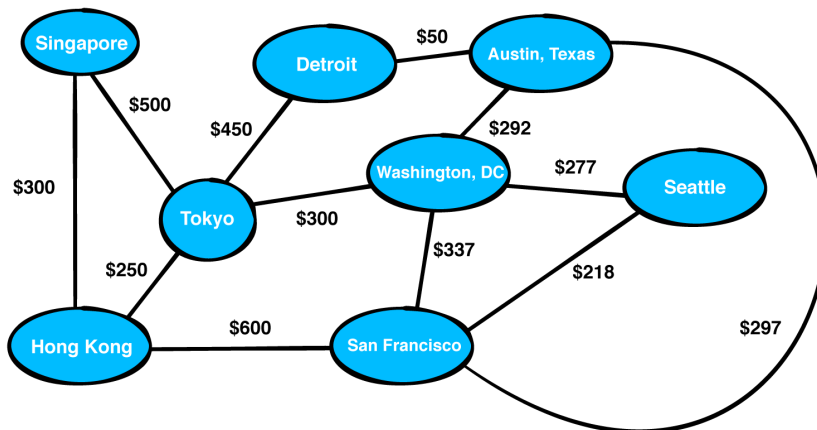 Singapore
Detroit
$50
Austin, Texas
$500
$450
$292
$300
Washington, DC
$277
Seattle
Tokyo
$300
$250
$337
$218
$600
$297
Hong Kong
San Francisco